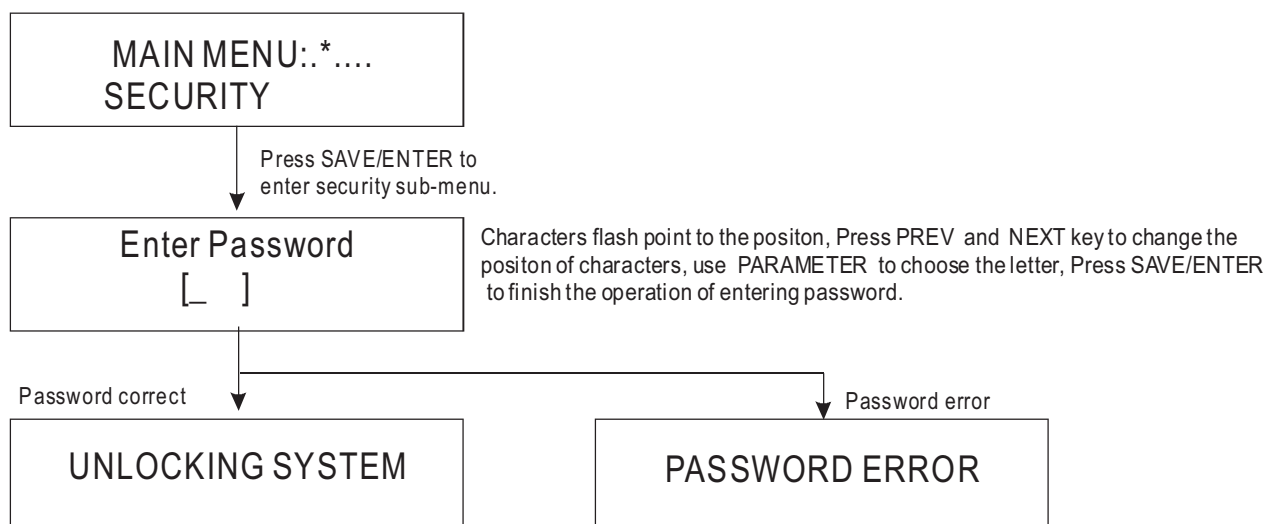 MAIN MENU:.*....
SECURITY
Press SAVE/ENTER to
enter security sub-menu.
Enter Password
[_ ]
Characters flash point to the positon, Press PREV and NEXT key to change the
positon of characters, use PARAMETER to choose the letter, Press SAVE/ENTER
to finish the operation of entering password.
Password correct
Password error
UNLOCKING SYSTEM
PASSWORD ERROR